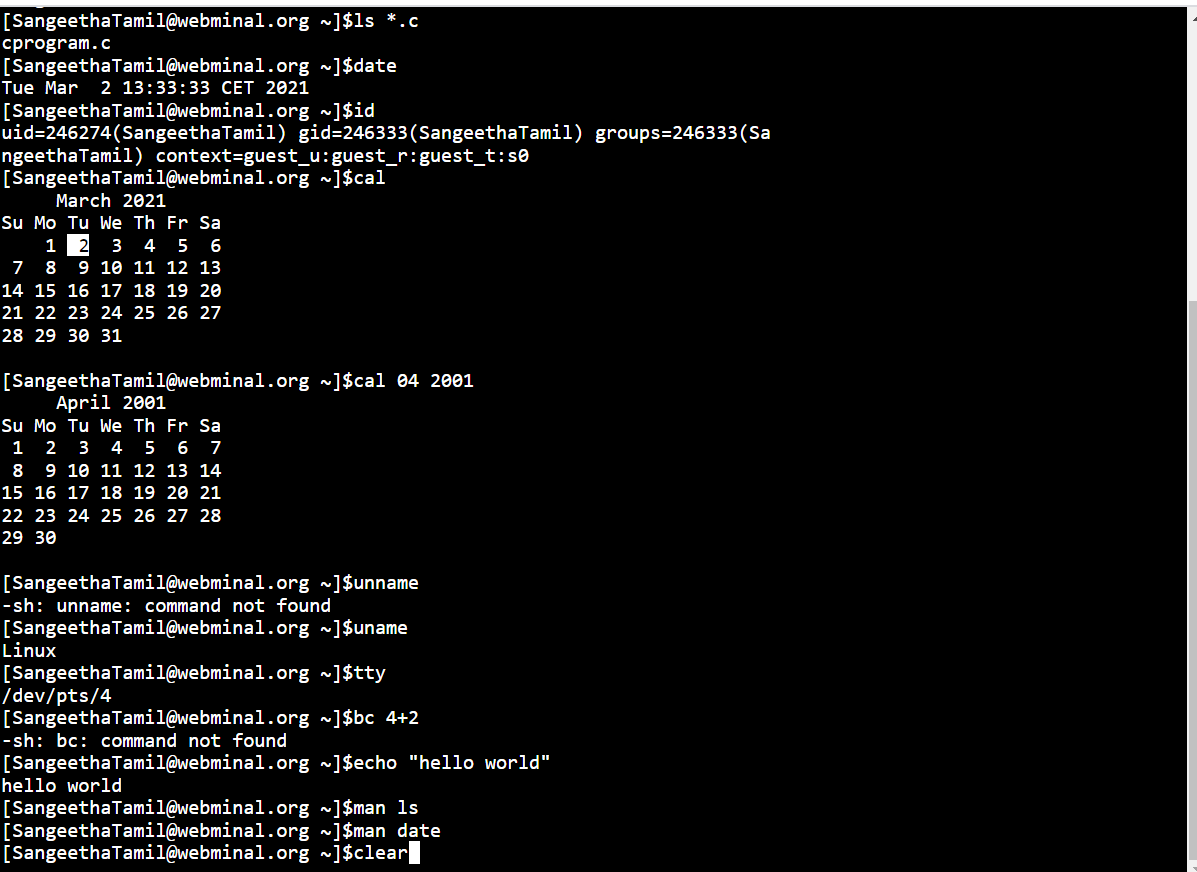 [SangeethaTamil@webminal.org ~]$ls *.c
cprogram.c
[SangeethaTamil@webminal.org ~]$date
Tue Mar  2 13:33:33 CET 2021
[SangeethaTamil@webminal.org ~]$id
uid=246274(SangeethaTamil) gid=246333(SangeethaTamil) groups=246333(Sa
ngeethaTamil) context=guest_u:guest_r:guest_t:s0
[SangeethaTamil@webminal.org ~]$cal
     March 2021
Su Mo Tu We Th Fr Sa
    1  2  3  4  5  6
 7  8  9 10 11 12 13
14 15 16 17 18 19 20
21 22 23 24 25 26 27
28 29 30 31
[SangeethaTamil@webminal.org ~]$cal 04 2001
     April 2001
Su Mo Tu We Th Fr Sa
 1  2  3  4  5  6  7
 8  9 10 11 12 13 14
15 16 17 18 19 20 21
22 23 24 25 26 27 28
29 30
[SangeethaTamil@webminal.org ~]$unname
-sh: unname: command not found
[SangeethaTamil@webminal.org ~]$uname
Linux
[SangeethaTamil@webminal.org ~]$tty
/dev/pts/4
[SangeethaTamil@webminal.org ~]$bc 4+2
-sh: bc: command not found
[SangeethaTamil@webminal.org ~]$echo "hello world"
hello world
[SangeethaTamil@webminal.org ~]$man ls
[SangeethaTamil@webminal.org ~]$man date
[SangeethaTamil@webminal.org ~]$clear